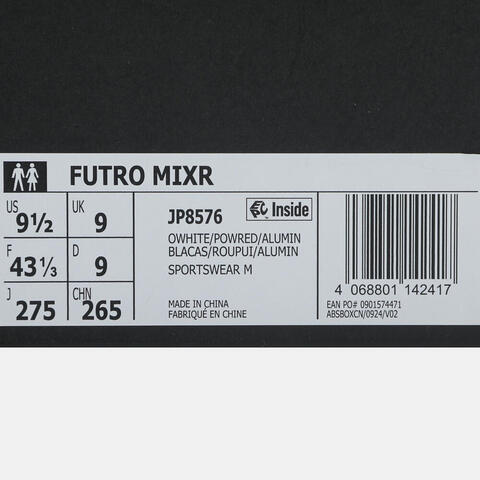 FUTRO MIXR
US 9½ UK 9
F 43⅓ D 9
J 275 CHN 265
JP8576 Inside
OWHITE/POWRED/ALUMIN
BLACAS/ROUPUI/ALUMIN
SPORTSWEAR M
MADE IN CHINA
FABRIQUÉ EN CHINE
4 068801 142417
EAN PO# 0901574471
ABSBOXCN/0924/V02